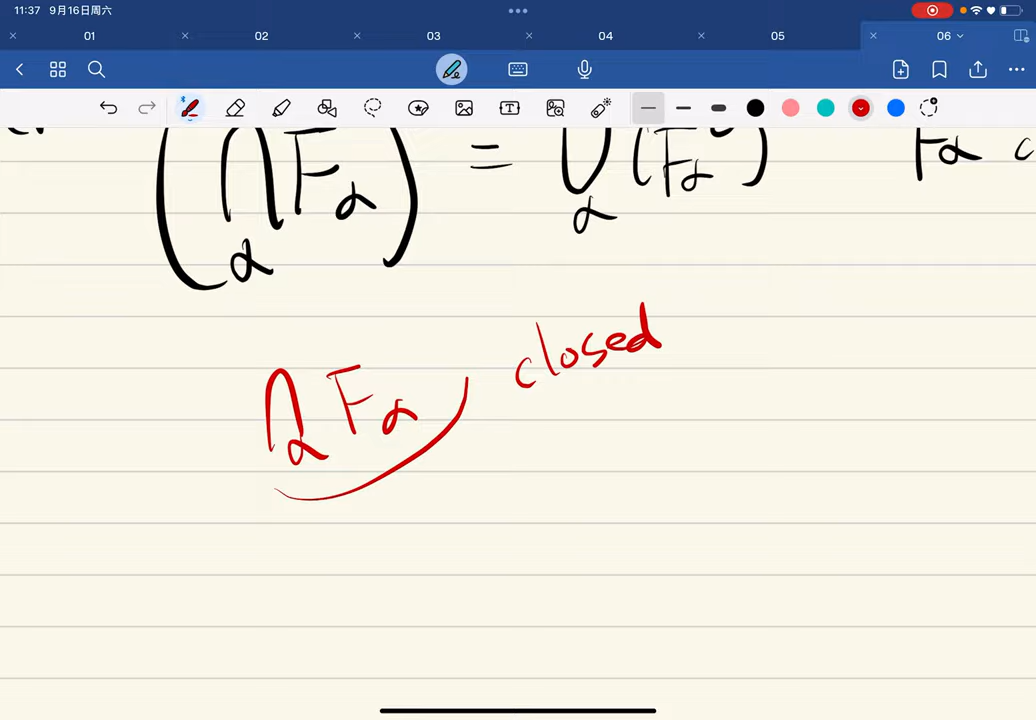 11:37 9月16日周六
01 02 03 04 05 06
(⋂_α F_α) = ⋃_α (F_α^c) F_α c
⋂_α F_α closed